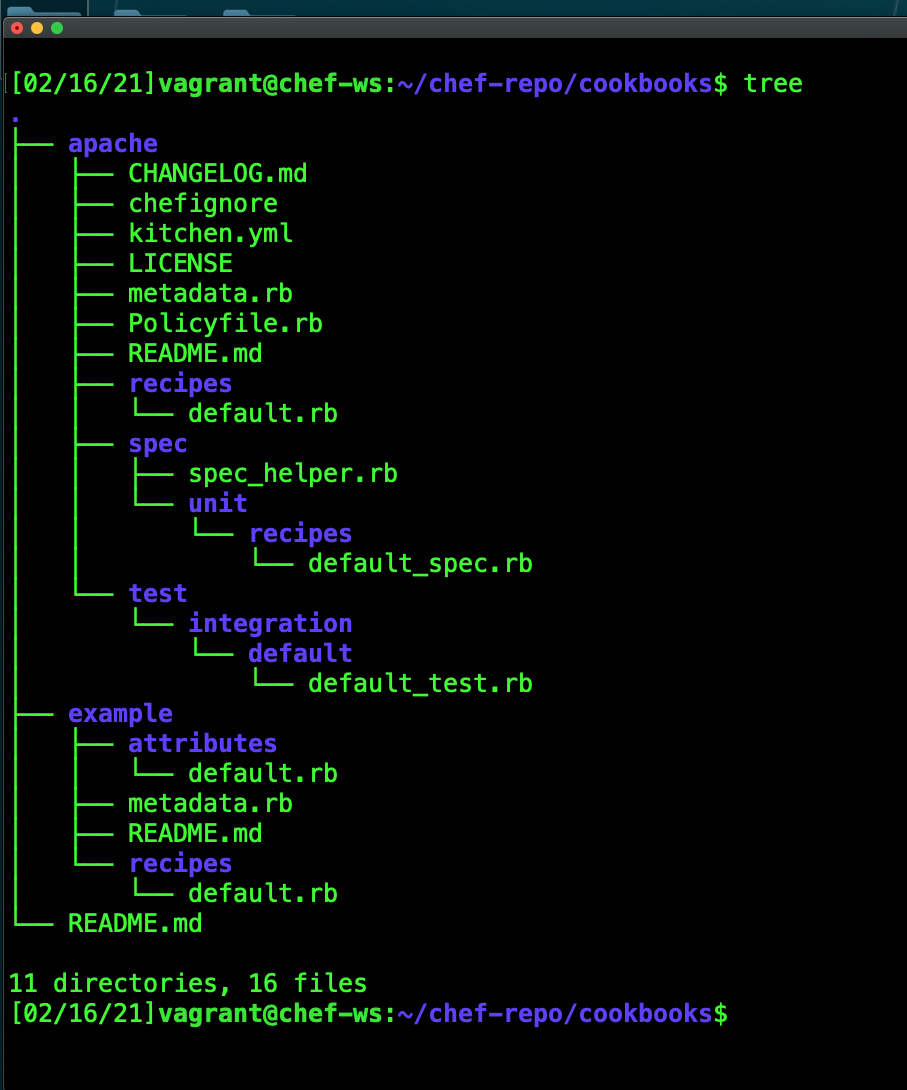 [02/16/21]vagrant@chef-ws:~/chef-repo/cookbooks$ tree
.
├── apache
│   ├── CHANGELOG.md
│   ├── chefignore
│   ├── kitchen.yml
│   ├── LICENSE
│   ├── metadata.rb
│   ├── Policyfile.rb
│   ├── README.md
│   ├── recipes
│   │   └── default.rb
│   ├── spec
│   │   ├── spec_helper.rb
│   │   └── unit
│   │       └── recipes
│   │           └── default_spec.rb
│   └── test
│       └── integration
│           └── default
│               └── default_test.rb
├── example
│   ├── attributes
│   │   └── default.rb
│   ├── metadata.rb
│   ├── README.md
│   └── recipes
│       └── default.rb
└── README.md
11 directories, 16 files
[02/16/21]vagrant@chef-ws:~/chef-repo/cookbooks$